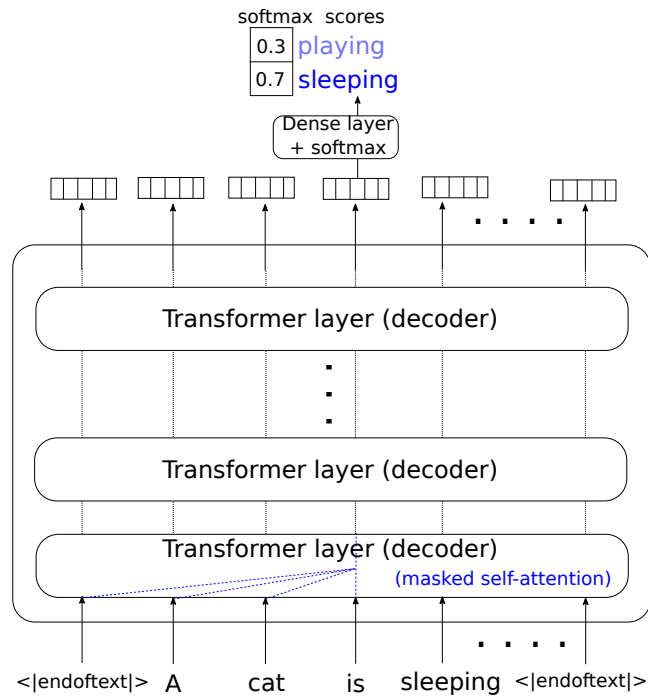 softmax scores
0.3 playing
0.7 sleeping
Dense layer
+ softmax
Transformer layer (decoder)
Transformer layer (decoder)
Transformer layer (decoder)
(masked self-attention)
<|endoftext|> A cat is sleeping <|endoftext|>